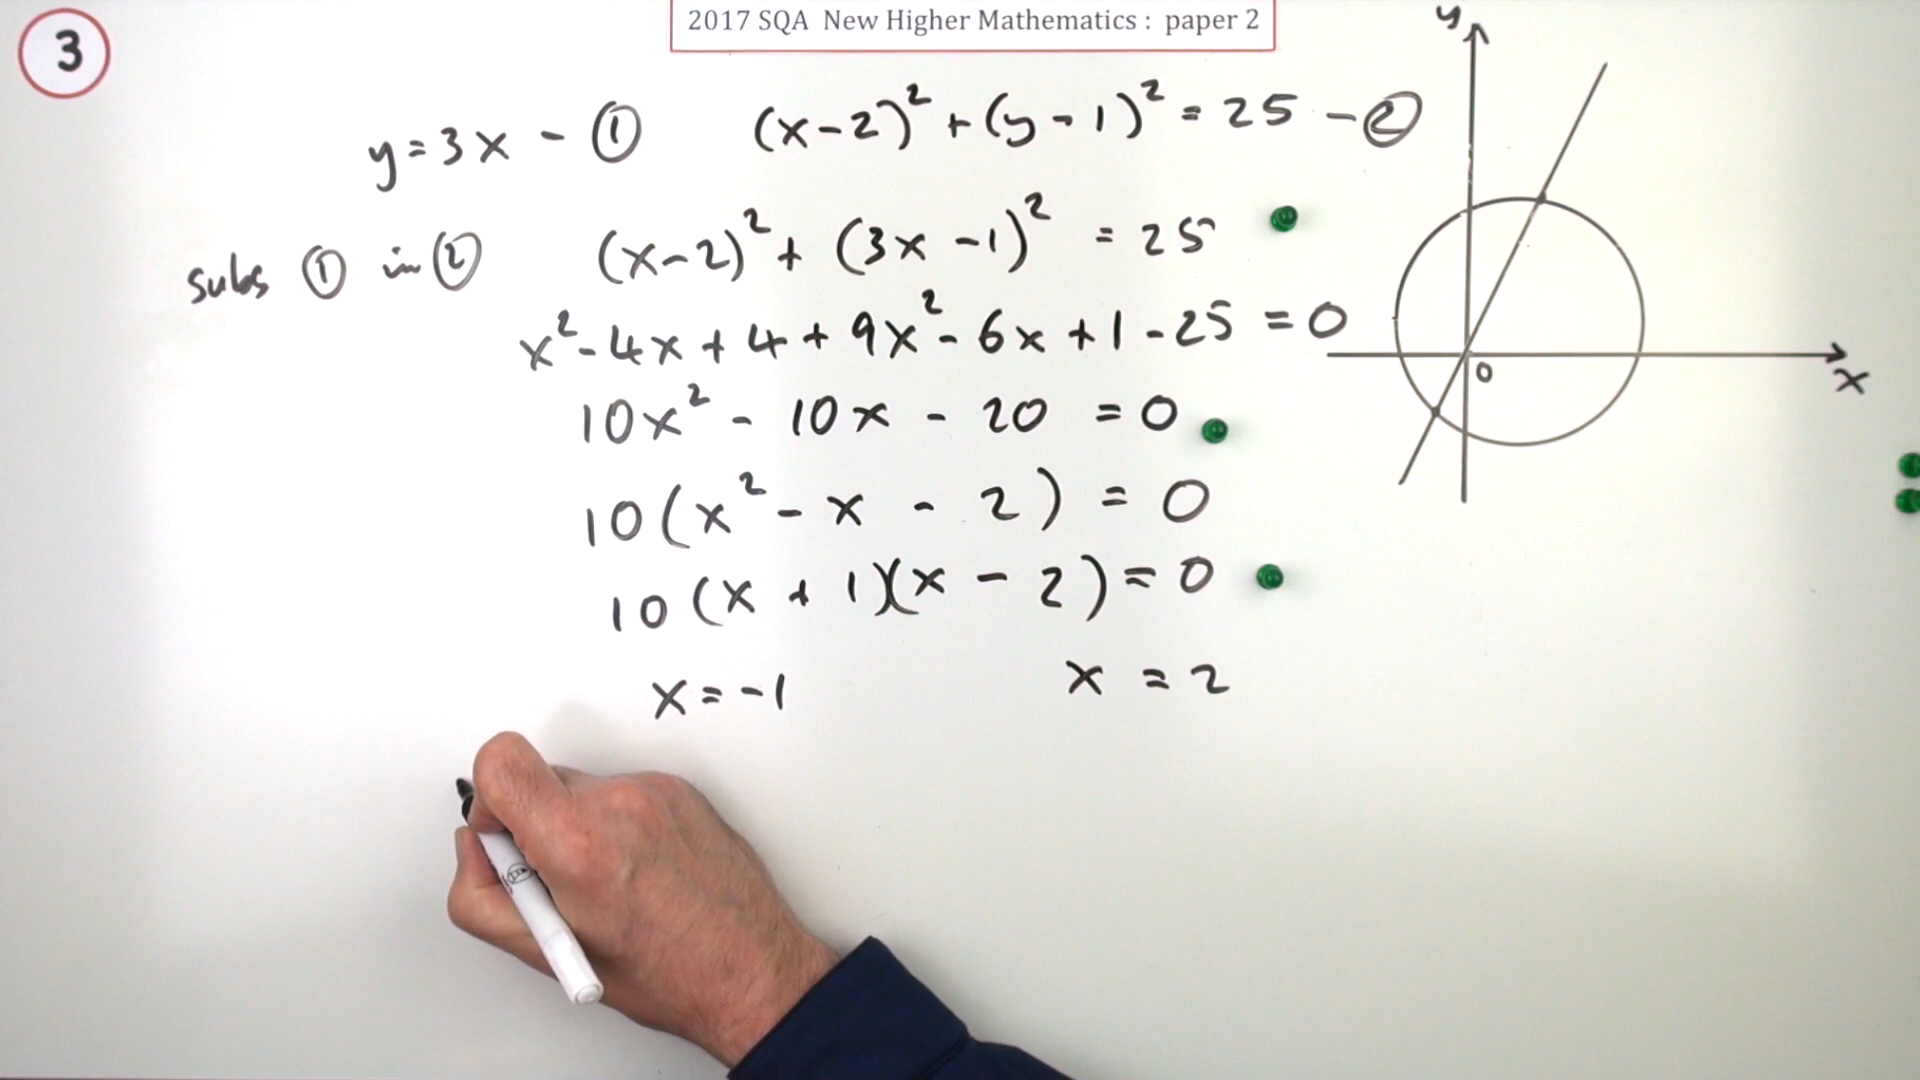 3
2017 SQA New Higher Mathematics : paper 2
y = 3x - ① (x-2)² + (y-1)² = 25 - ②
subs ① in ② (x-2)² + (3x-1)² = 25
x² - 4x + 4 + 9x² - 6x + 1 - 25 = 0
10x² - 10x - 20 = 0
10(x² - x - 2) = 0
10(x + 1)(x - 2) = 0
x = -1 x = 2
y
0
x